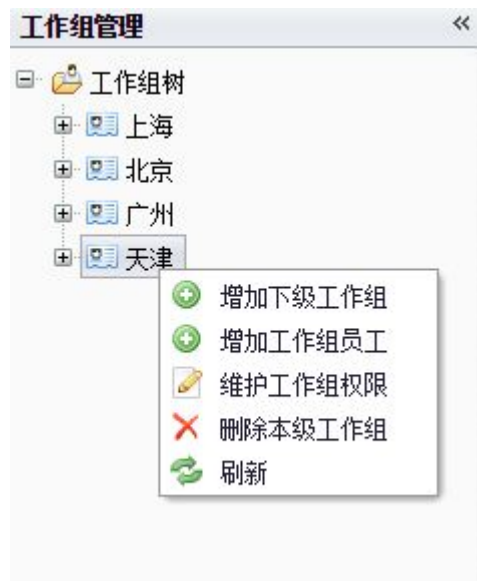 工作组管理
工作组树
上海
北京
广州
天津
增加下级工作组
增加工作组员工
维护工作组权限
删除本级工作组
刷新